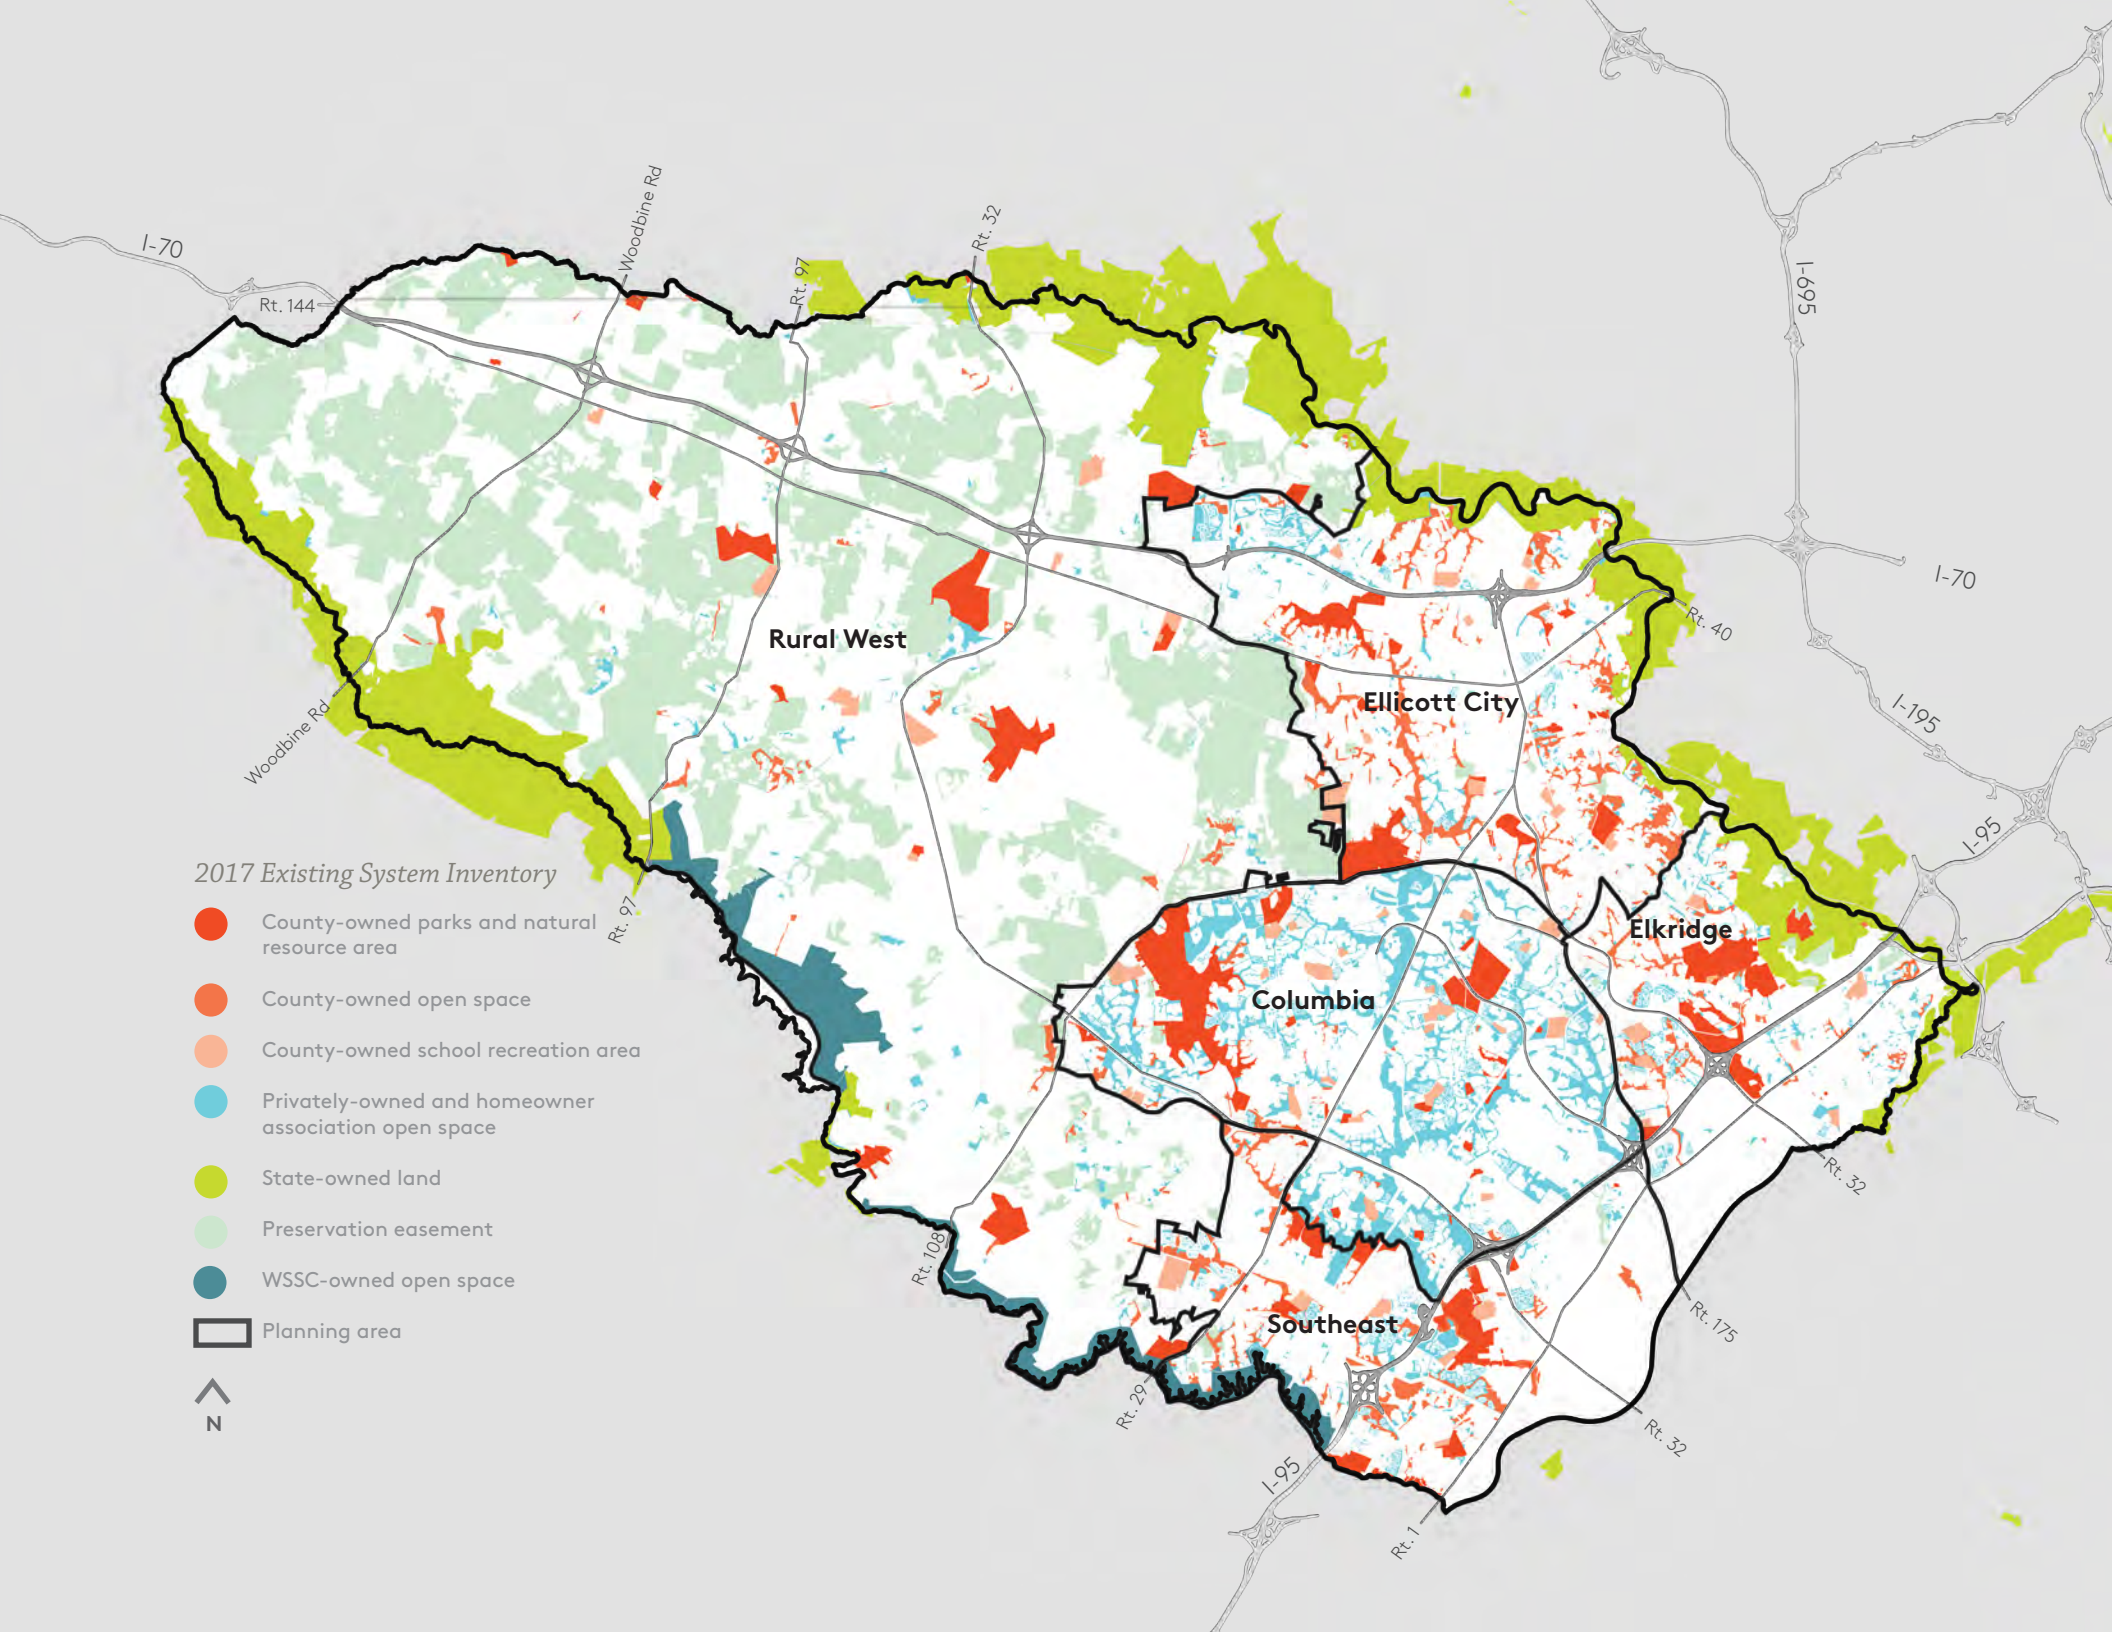 I-70
Rt. 144
Woodbine Rd
Rt. 97
Rt. 32
I-695
I-70
Rt. 40
I-195
I-95
Rural West
Ellicott City
Woodbine Rd
Elkridge
Columbia
Rt. 97
Rt. 32
Rt. 108
Rt. 175
Southeast
Rt. 29
Rt. 32
I-95
Rt. 1
2017 Existing System Inventory
County-owned parks and natural
resource area
County-owned open space
County-owned school recreation area
Privately-owned and homeowner
association open space
State-owned land
Preservation easement
WSSC-owned open space
Planning area
N